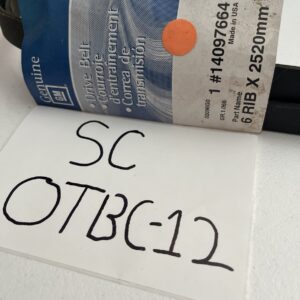 Genuine
GM
• Drive Belt
• Courroie
d'entraînement
• Correa de
transmisión
1 #14097664
Made in USA
Part Name
6 RIB X 2520mm
SC
OTBC-12